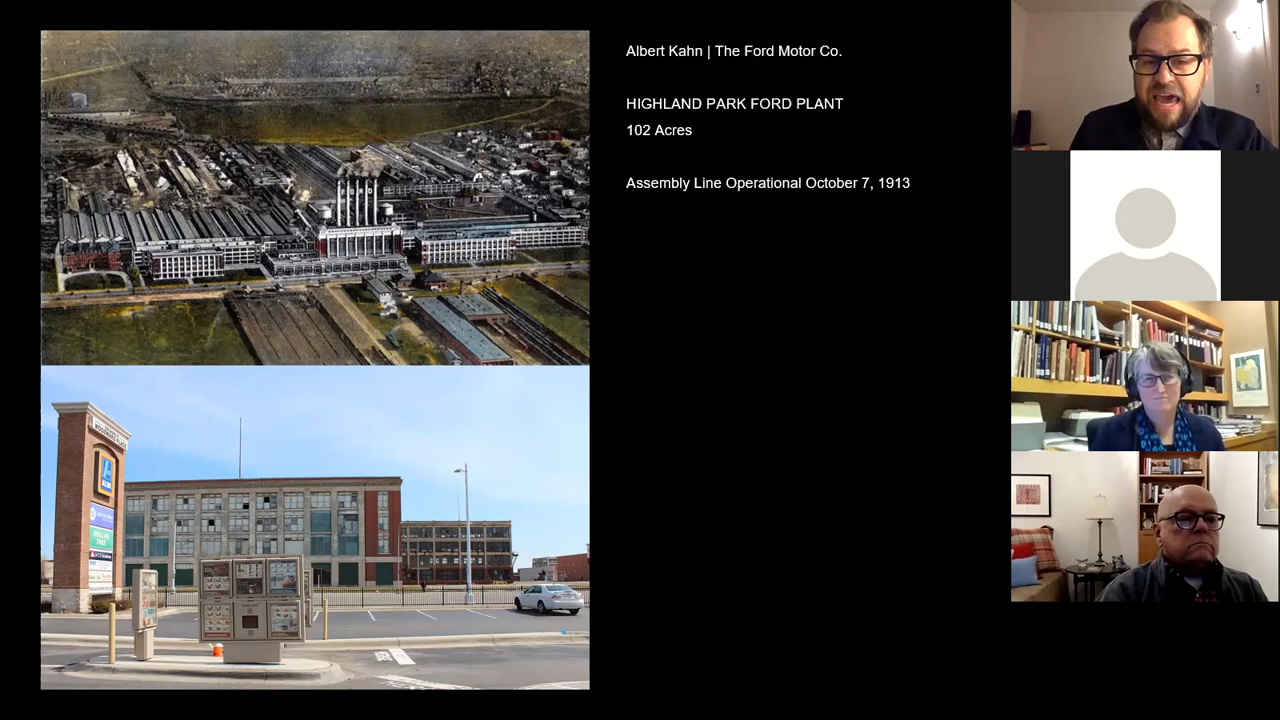 Albert Kahn | The Ford Motor Co.
HIGHLAND PARK FORD PLANT
102 Acres
Assembly Line Operational October 7, 1913
ALDI
DOLLAR
TREE